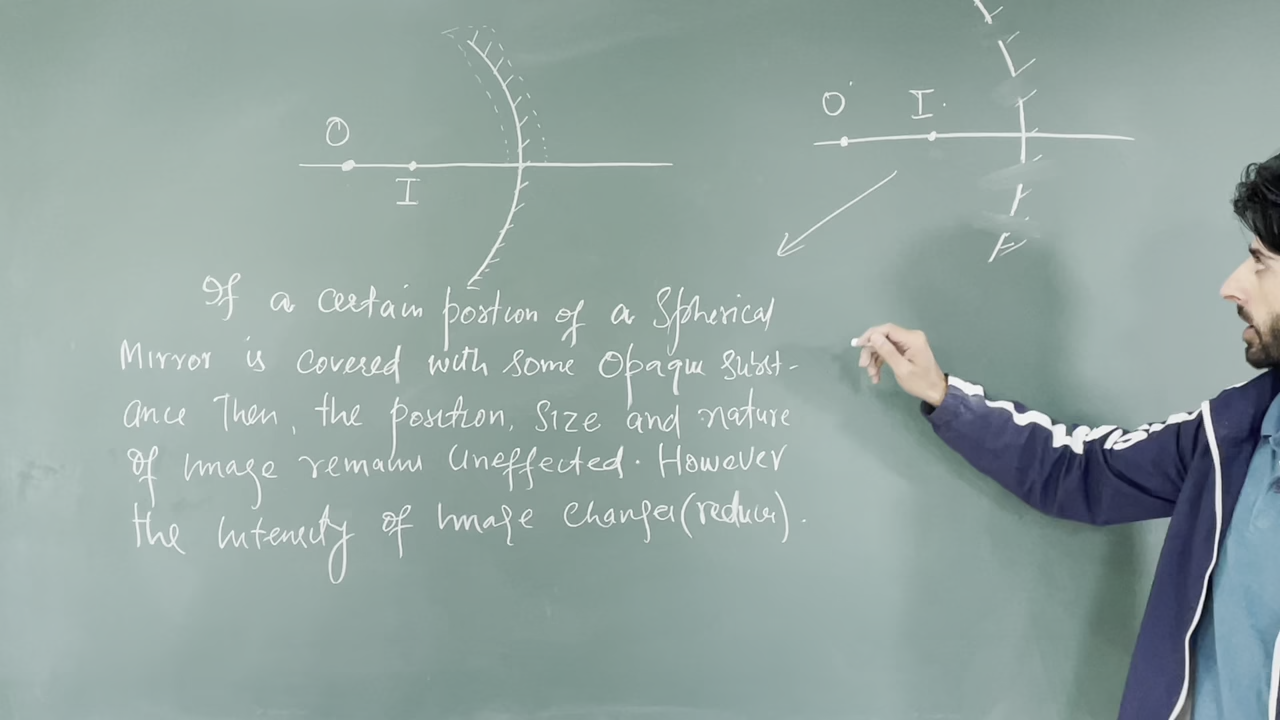 O
I
O
I
If a certain portion of a Spherical
Mirror is covered with some Opaque Subst-
ance Then, the position, Size and nature
of Image remains Uneffected. However
the Intensity of Image Changes (reduces).